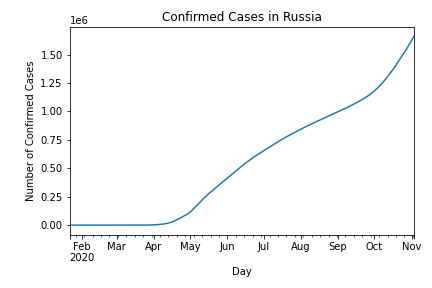 Confirmed Cases in Russia
1e6
Number of Confirmed Cases
1.50
1.25
1.00
0.75
0.50
0.25
0.00
Feb Mar Apr May Jun Jul Aug Sep Oct Nov
2020
Day